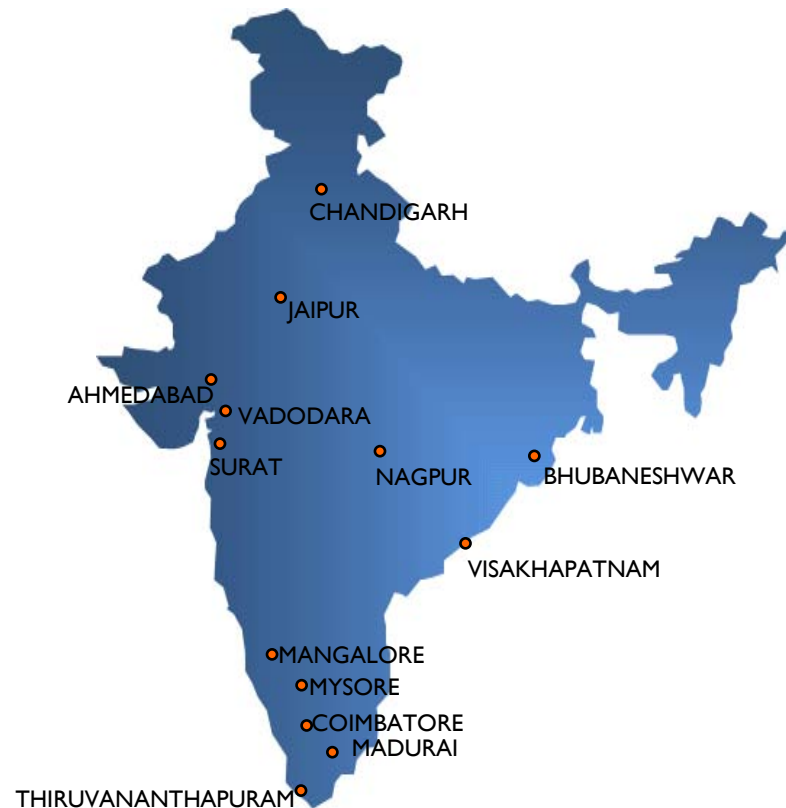 CHANDIGARH
JAIPUR
AHMEDABAD
VADODARA
SURAT
NAGPUR
BHUBANESHWAR
VISAKHAPATNAM
MANGALORE
MYSORE
COIMBATORE
MADURAI
THIRUVANANTHAPURAM